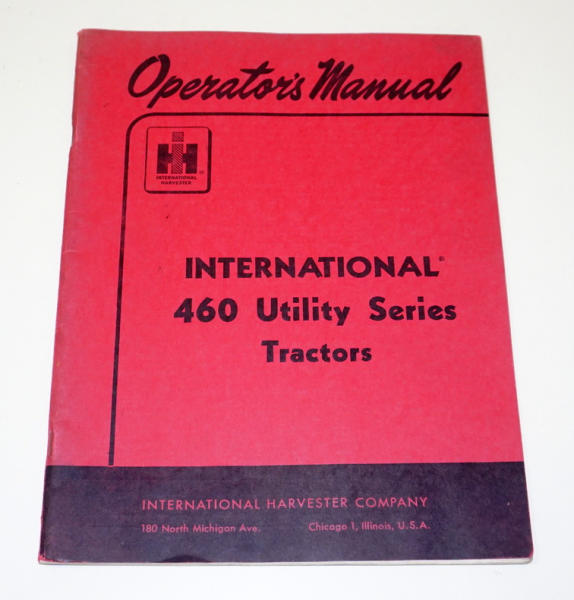 Operator's Manual
IH
INTERNATIONAL
HARVESTER
®
INTERNATIONAL®
460 Utility Series
Tractors
INTERNATIONAL HARVESTER COMPANY
180 North Michigan Ave. Chicago 1, Illinois, U.S.A.